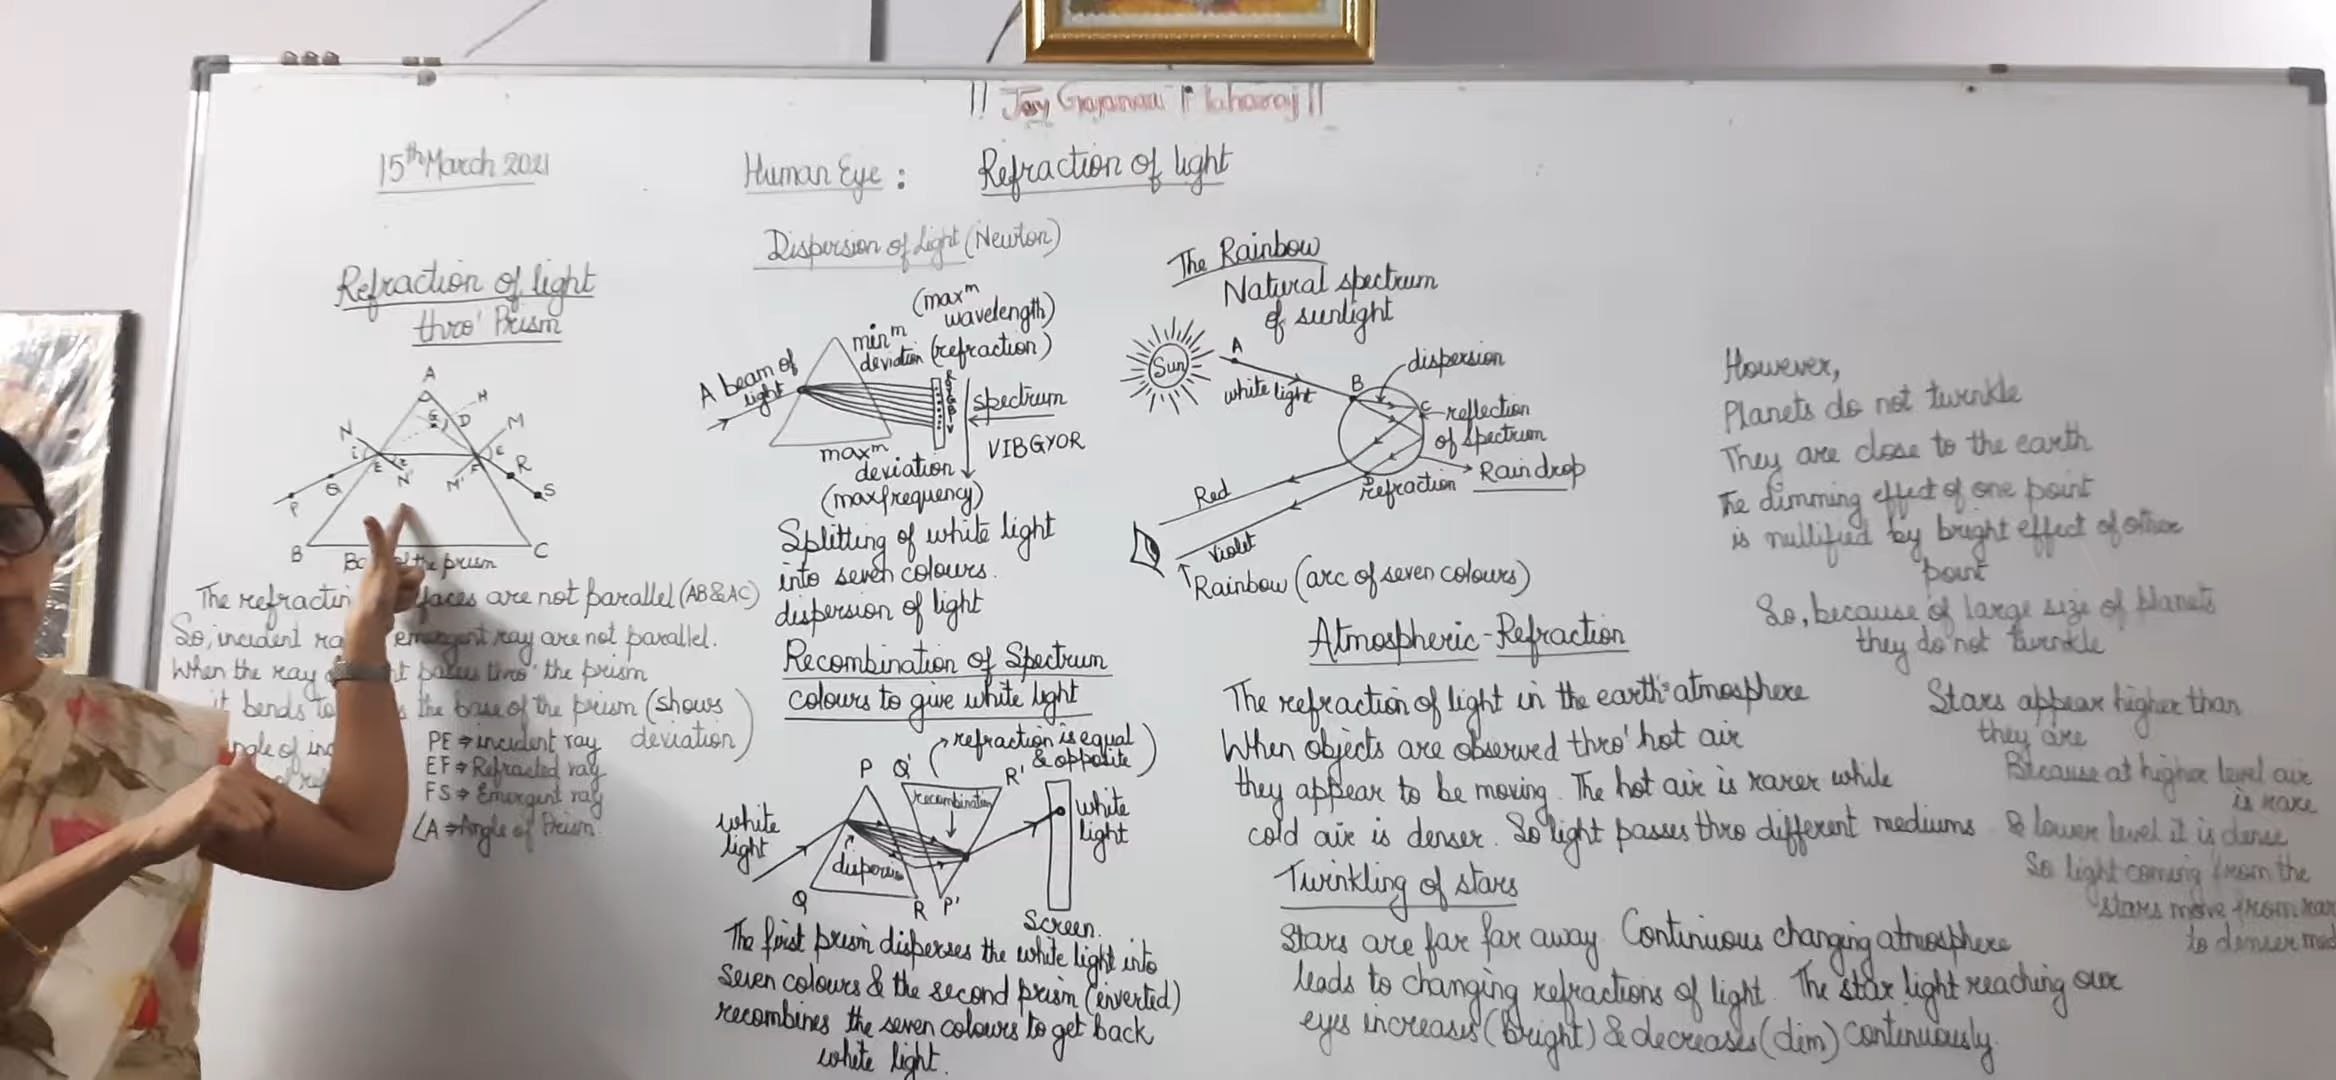 || Jay Gajanan Maharaj ||
15th March 2021
Human Eye : Refraction of light
Refraction of light
thro' Prism
A
H
G
D
N
M
i
E
r
N'
M'
F
e
R
S
Q
P
B
C
the prism
The refractin faces are not parallel (AB&AC)
So, incident ra emergent ray are not parallel.
When the ray t passes thro' the prism
it bends to the base of the prism (shows
deviation)
PE ⇒ incident ray
EF ⇒ Refracted ray
FS ⇒ Emergent ray
∠A ⇒ Angle of Prism.
Dispersion of Light (Newton)
(maxm
wavelength)
minm
deviation (refraction)
A beam of
light
R
O
Y
G
B
I
V
spectrum
VIBGYOR
maxm
deviation
(max frequency)
Splitting of white light
into seven colours.
dispersion of light
Recombination of Spectrum
colours to give white light
(refraction is equal
& opposite)
P
Q'
R'
recombination
white
light
dispersion
white
light
Q
R
P'
Screen.
The first prism disperses the white light into
seven colours & the second prism (inverted)
recombines the seven colours to get back
white light.
The Rainbow
Natural spectrum
of sunlight
Sun
A
white light
B
dispersion
C
reflection
of spectrum
Rain drop
refraction
Red
Violet
Rainbow (arc of seven colours)
Atmospheric-Refraction
The refraction of light in the earth's atmosphere
When objects are observed thro' hot air
they appear to be moving. The hot air is rarer while
cold air is denser. So light passes thro different mediums
Twinkling of stars
Stars are far far away. Continuous changing atmosphere
leads to changing refractions of light. The star light reaching our
eyes increases (bright) & decreases (dim) continuously.
However,
Planets do not twinkle
They are close to the earth
The dimming effect of one point
is nullified by bright effect of other
point
So, because of large size of planets
they do not twinkle
Stars appear higher than
they are
Because at higher level air
is rare
& lower level it is dense
So light coming from the
stars move from rar
to denser med